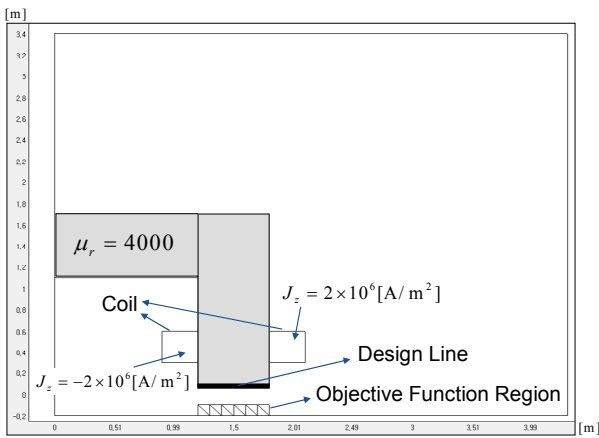 [m]
3,4
3,2
3
2,8
2,6
2,4
2,2
2
1,8
1,6
1,4
1,2
1
0,8
0,6
0,4
0,2
0
-0,2
μr = 4000
Coil
Jz = 2×10⁶[A/m²]
Design Line
Jz = −2×10⁶[A/m²]
Objective Function Region
0 0,51 0,99 1,5 2,01 2,49 3 3,51 3,99 [m]